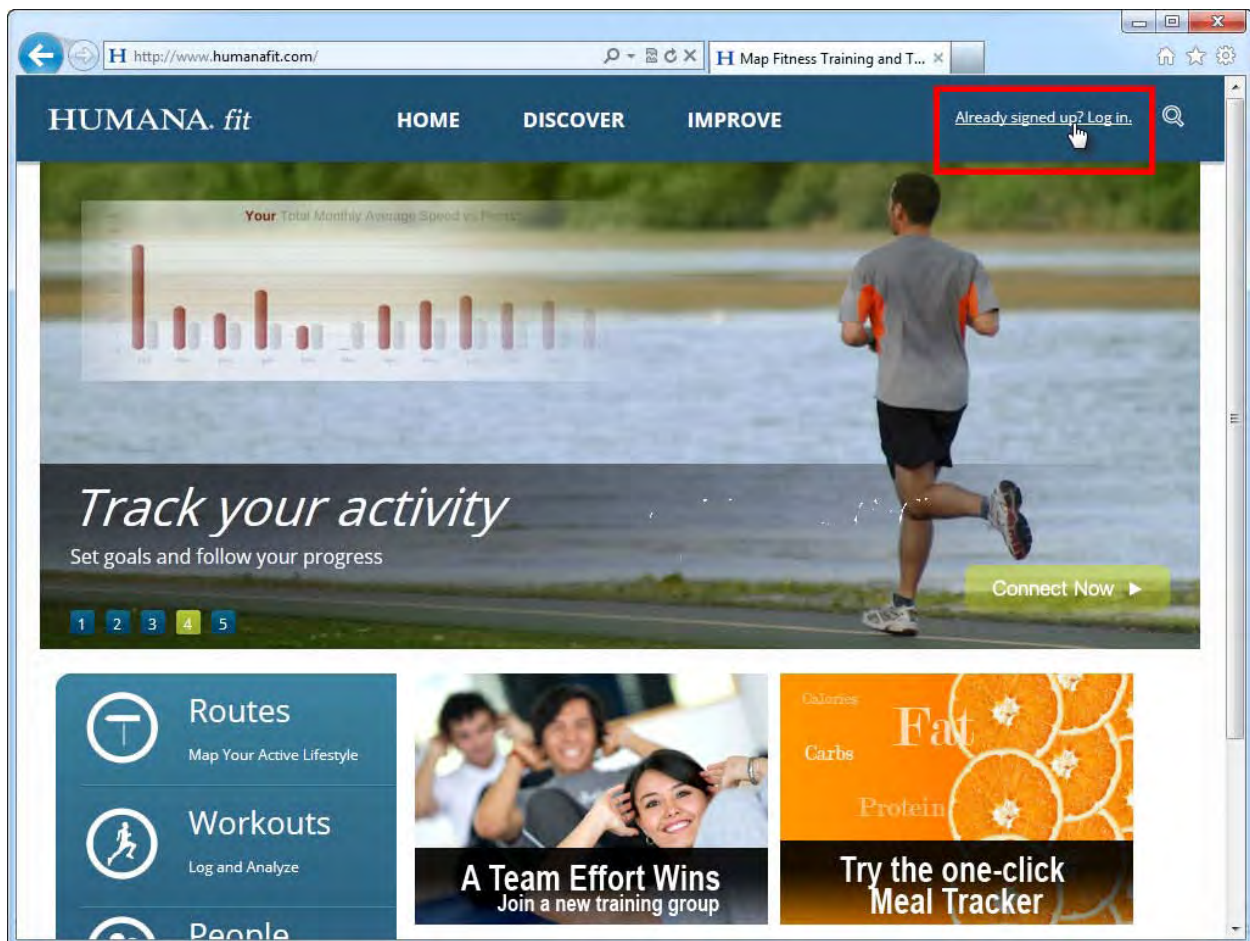 H http://www.humanafit.com/
H Map Fitness Training and T...
HUMANA. fit
HOME
DISCOVER
IMPROVE
Already signed up? Log in.
Your Total Monthly Average Speed vs
Track your activity
Set goals and follow your progress
Connect Now
1 2 3 4 5
Routes
Map Your Active Lifestyle
Workouts
Log and Analyze
People
A Team Effort Wins
Join a new training group
Calories
Fat
Carbs
Protein
Try the one-click
Meal Tracker